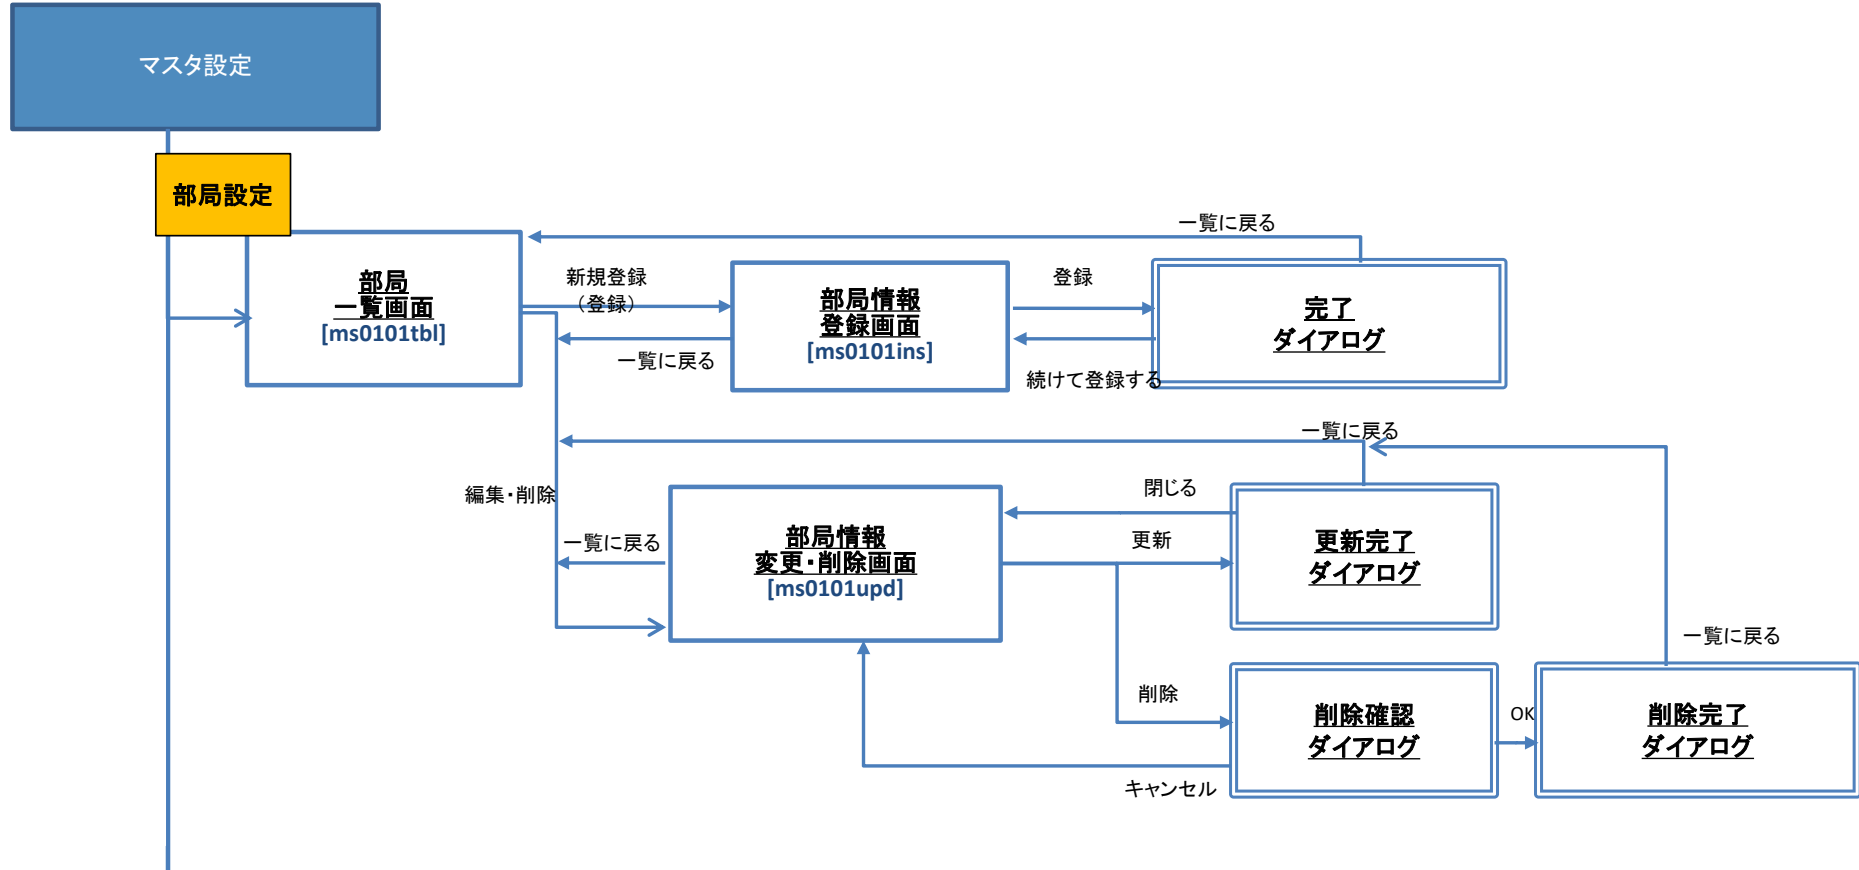 マスタ設定
部局設定
一覧に戻る
部局
一覧画面
[ms0101tbl]
新規登録
（登録）
部局情報
登録画面
[ms0101ins]
登録
完了
ダイアログ
一覧に戻る
続けて登録する
一覧に戻る
編集・削除
閉じる
部局情報
変更・削除画面
[ms0101upd]
一覧に戻る
更新
更新完了
ダイアログ
一覧に戻る
削除
削除確認
ダイアログ
OK
削除完了
ダイアログ
キャンセル